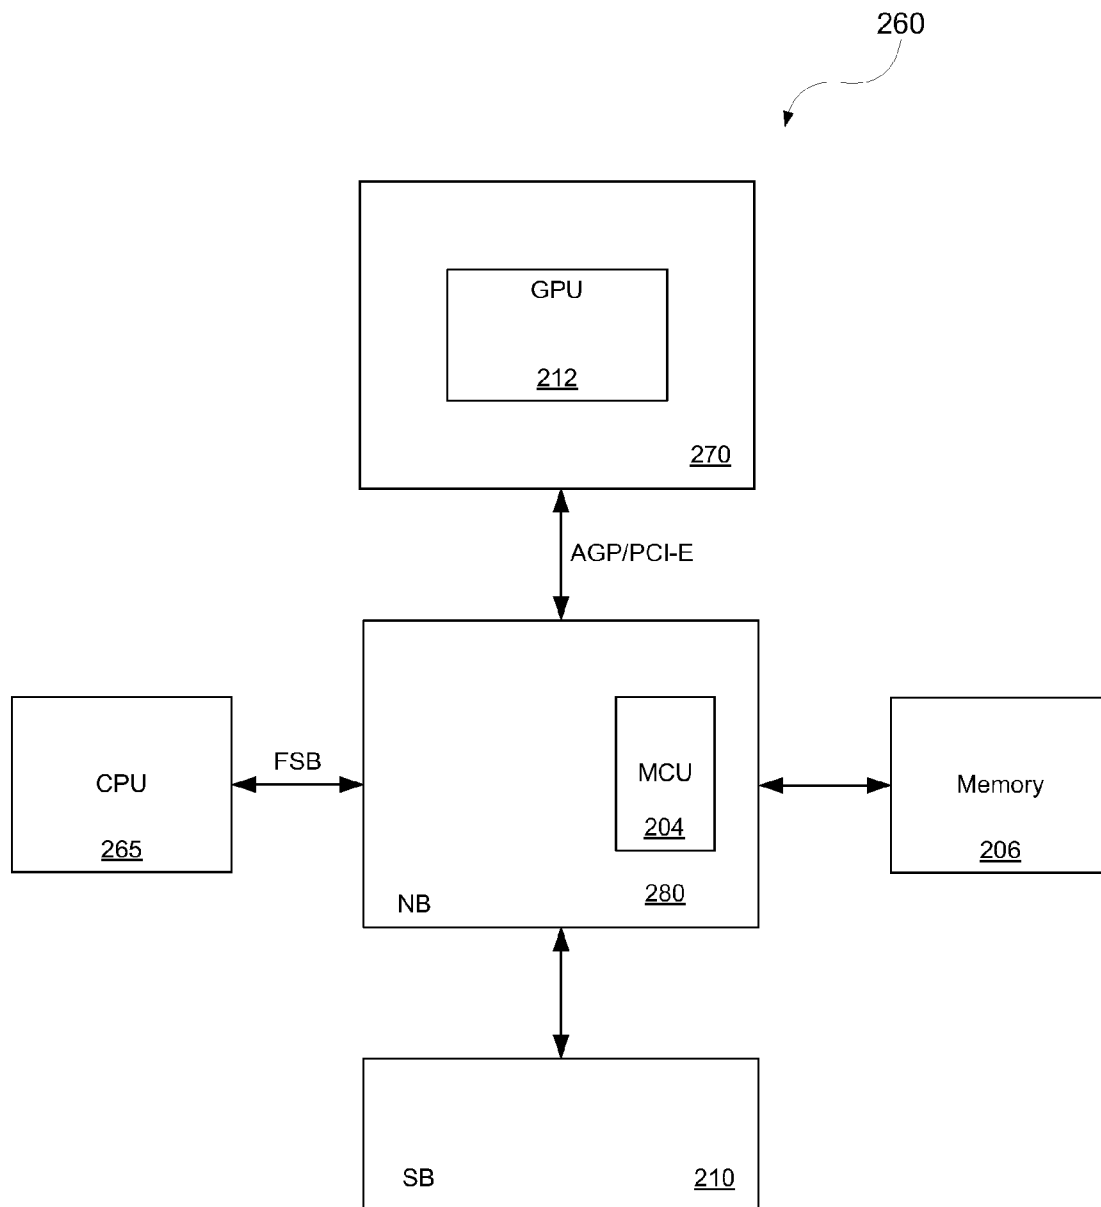 260
GPU
212
270
AGP/PCI-E
CPU
265
FSB
MCU
204
280
NB
Memory
206
SB
210